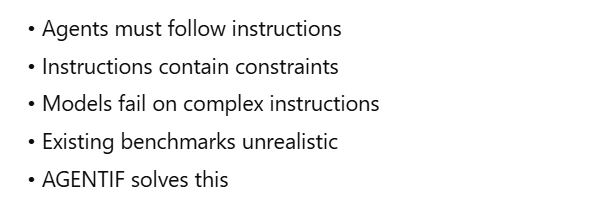 • Agents must follow instructions
• Instructions contain constraints
• Models fail on complex instructions
• Existing benchmarks unrealistic
• AGENTIF solves this